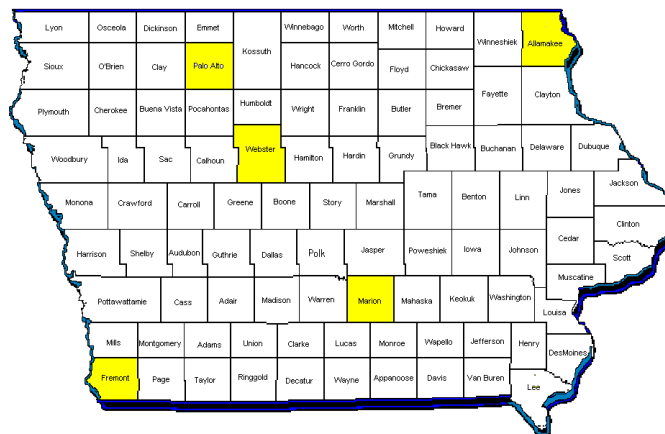 Lyon
Osceola
Dickinson
Emmet
Winnebago
Worth
Mitchell
Howard
Winneshiek
Allamakee
Kossuth
Sioux
O'Brien
Clay
Palo Alto
Hancock
Cerro Gordo
Floyd
Chickasaw
Fayette
Clayton
Plymouth
Cherokee
Buena Vista
Pocahontas
Humboldt
Wright
Franklin
Butler
Bremer
Woodbury
Ida
Sac
Calhoun
Webster
Hamilton
Hardin
Grundy
Black Hawk
Buchanan
Delaware
Dubuque
Monona
Crawford
Carroll
Greene
Boone
Story
Marshall
Tama
Benton
Linn
Jones
Jackson
Harrison
Shelby
Audubon
Guthrie
Dallas
Polk
Jasper
Poweshiek
Iowa
Johnson
Cedar
Clinton
Scott
Muscatine
Pottawattamie
Cass
Adair
Madison
Warren
Marion
Mahaska
Keokuk
Washington
Louisa
Mills
Montgomery
Adams
Union
Clarke
Lucas
Monroe
Wapello
Jefferson
Henry
DesMoines
Fremont
Page
Taylor
Ringgold
Decatur
Wayne
Appanoose
Davis
Van Buren
Lee